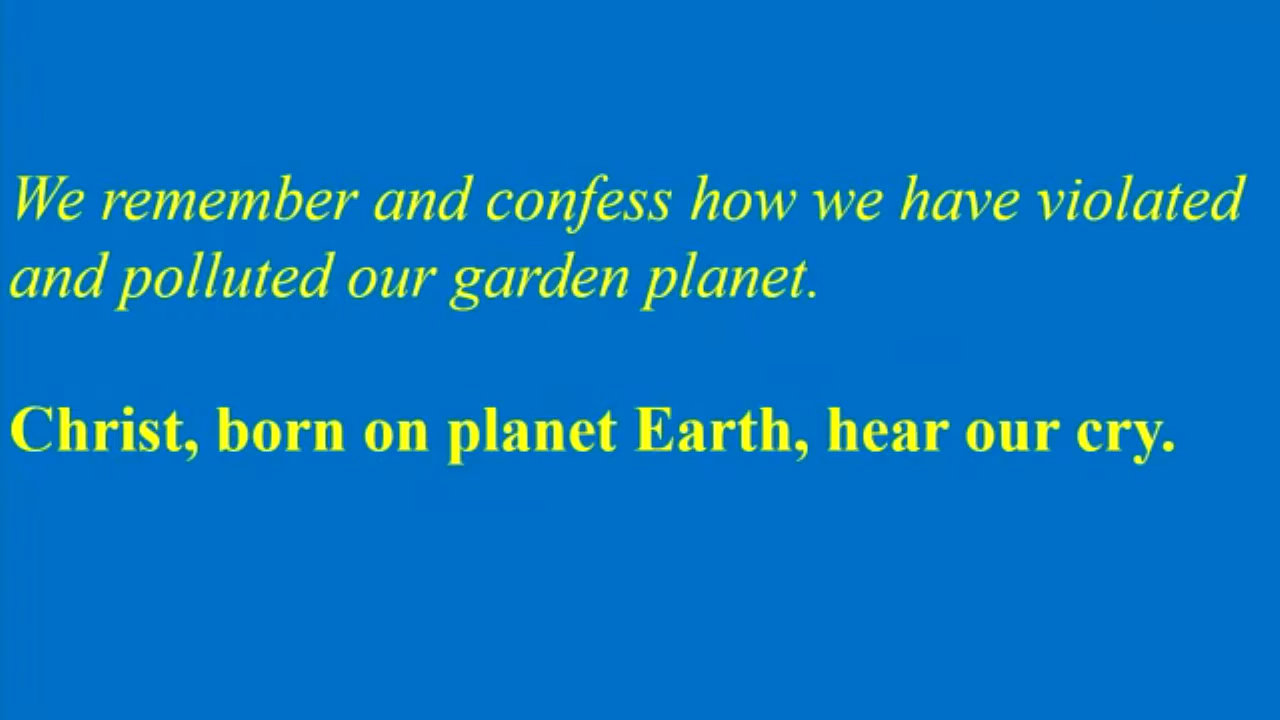 We remember and confess how we have violated
and polluted our garden planet.
Christ, born on planet Earth, hear our cry.